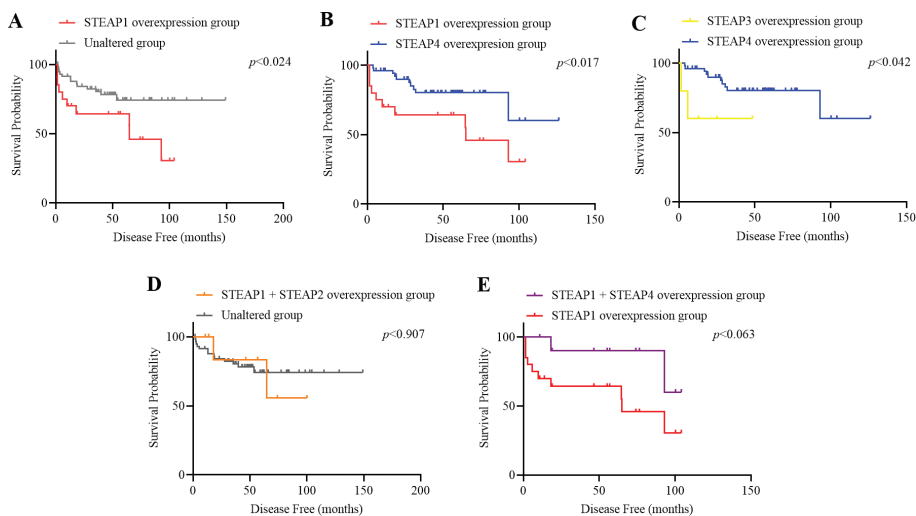 A
STEAP1 overexpression group
Unaltered group
p<0.024
Survival Probability
100
50
0
0 50 100 150 200
Disease Free (months)
B
STEAP1 overexpression group
STEAP4 overexpresion group
p<0.017
Survival Probability
100
50
0
0 50 100 150
Disease Free (months)
C
STEAP3 overexpression group
STEAP4 overexpression group
p<0.042
Survival Probability
100
50
0
0 50 100 150
Disease Free (months)
D
STEAP1 + STEAP2 overexpression group
Unaltered group
p<0.907
Survival Probability
100
50
0
0 50 100 150 200
Disease Free (months)
E
STEAP1 + STEAP4 overexpression group
STEAP1 overexpression group
p<0.063
Survival Probability
100
50
0
0 50 100 150
Disease Free (months)